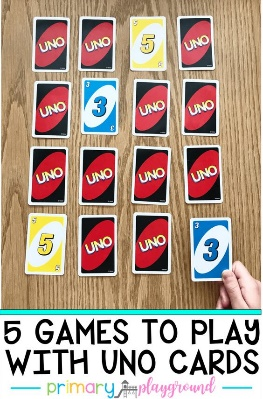 UNO UNO 5 UNO
UNO 3 UNO UNO
UNO UNO UNO UNO
5 UNO UNO 3
5 GAMES TO PLAY
WITH UNO CARDS
primary playground